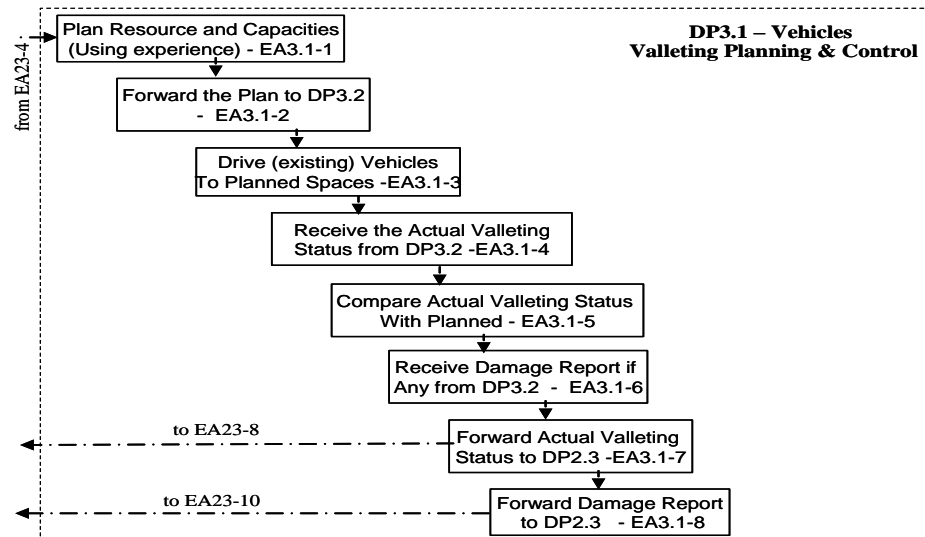 DP3.1 – Vehicles
Valleting Planning & Control
from EA23-4
Plan Resource and Capacities
(Using experience) - EA3.1-1
Forward the Plan to DP3.2
- EA3.1-2
Drive (existing) Vehicles
To Planned Spaces -EA3.1-3
Receive the Actual Valleting
Status from DP3.2 -EA3.1-4
Compare Actual Valleting Status
With Planned - EA3.1-5
Receive Damage Report if
Any from DP3.2 - EA3.1-6
to EA23-8
Forward Actual Valleting
Status to DP2.3 -EA3.1-7
to EA23-10
Forward Damage Report
to DP2.3 - EA3.1-8